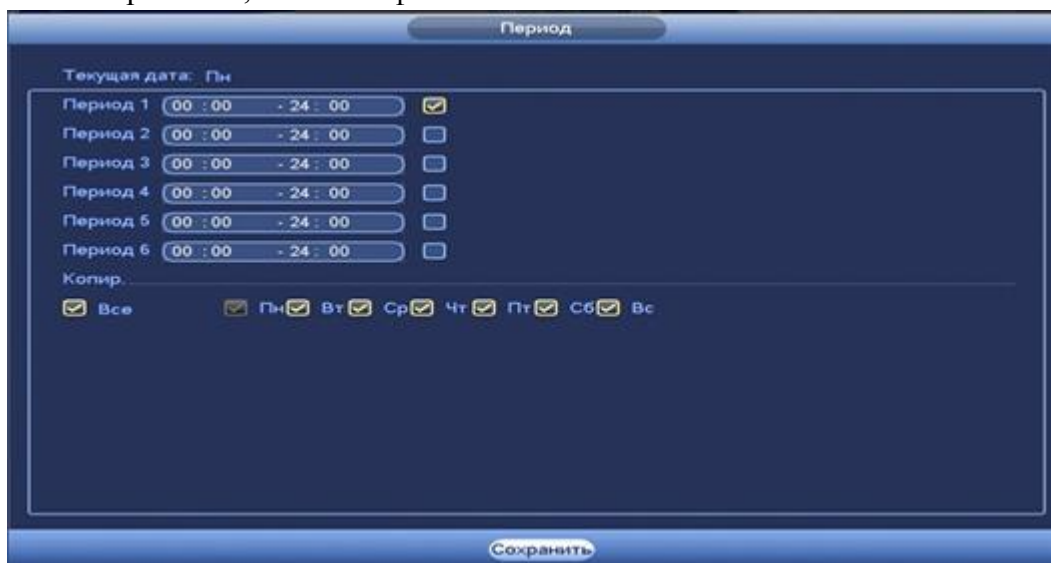 Период
Текущая дата: Пн
Период 1 00 : 00 - 24 : 00
Период 2 00 : 00 - 24 : 00
Период 3 00 : 00 - 24 : 00
Период 4 00 : 00 - 24 : 00
Период 5 00 : 00 - 24 : 00
Период 6 00 : 00 - 24 : 00
Копир.
Все Пн Вт Ср Чт Пт Сб Вс
Сохранить